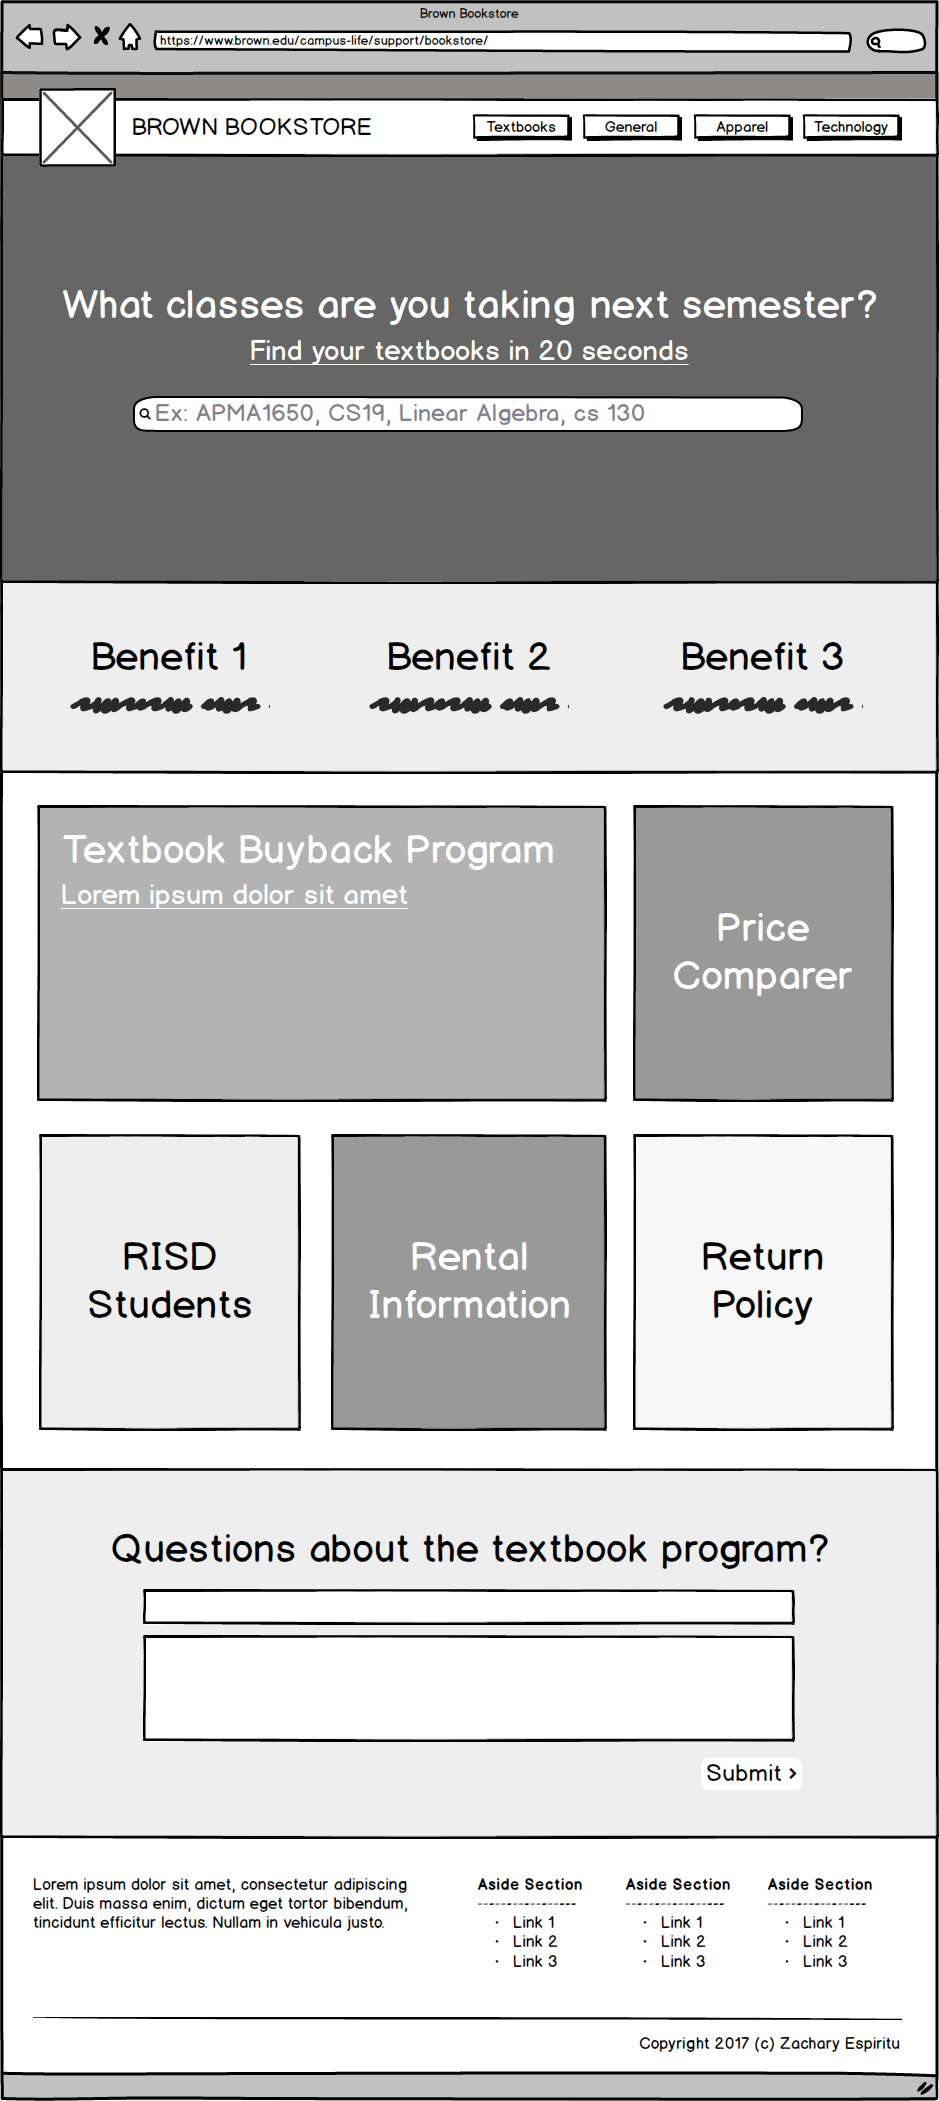 Brown Bookstore
https://www.brown.edu/campus-life/support/bookstore/
BROWN BOOKSTORE
Textbooks
General
Apparel
Technology
What classes are you taking next semester?
Find your textbooks in 20 seconds
Ex: APMA1650, CS19, Linear Algebra, cs 130
Benefit 1
Benefit 2
Benefit 3
Textbook Buyback Program
Lorem ipsum dolor sit amet
Price
Comparer
RISD
Students
Rental
Information
Return
Policy
Questions about the textbook program?
Submit >
Lorem ipsum dolor sit amet, consectetur adipiscing
elit. Duis massa enim, dictum eget tortor bibendum,
tincidunt efficitur lectus. Nullam in vehicula justo.
Aside Section
-----------------
· Link 1
· Link 2
· Link 3
Aside Section
-----------------
· Link 1
· Link 2
· Link 3
Aside Section
-----------------
· Link 1
· Link 2
· Link 3
Copyright 2017 (c) Zachary Espiritu